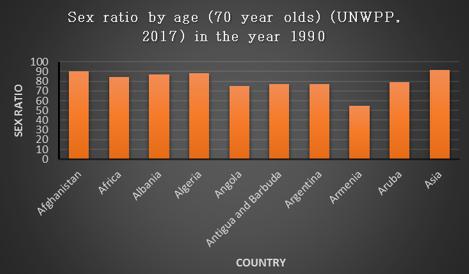 Sex ratio by age (70 year olds) (UNWPP,
2017) in the year 1990
SEX RATIO
100
90
80
70
60
50
40
30
20
10
0
Afghanistan
Africa
Albania
Algeria
Angola
Antigua and Barbuda
Argentina
Armenia
Aruba
Asia
COUNTRY